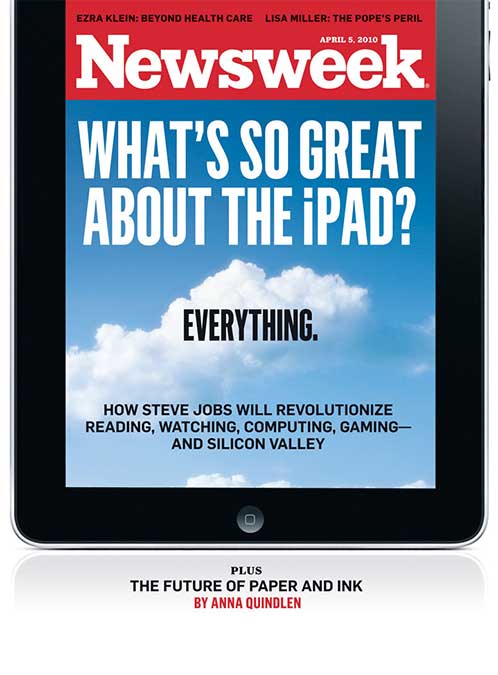 EZRA KLEIN: BEYOND HEALTH CARE LISA MILLER: THE POPE'S PERIL
APRIL 5, 2010
Newsweek®
WHAT'S SO GREAT
ABOUT THE iPAD?
EVERYTHING.
HOW STEVE JOBS WILL REVOLUTIONIZE
READING, WATCHING, COMPUTING, GAMING—
AND SILICON VALLEY
PLUS
THE FUTURE OF PAPER AND INK
BY ANNA QUINDLEN